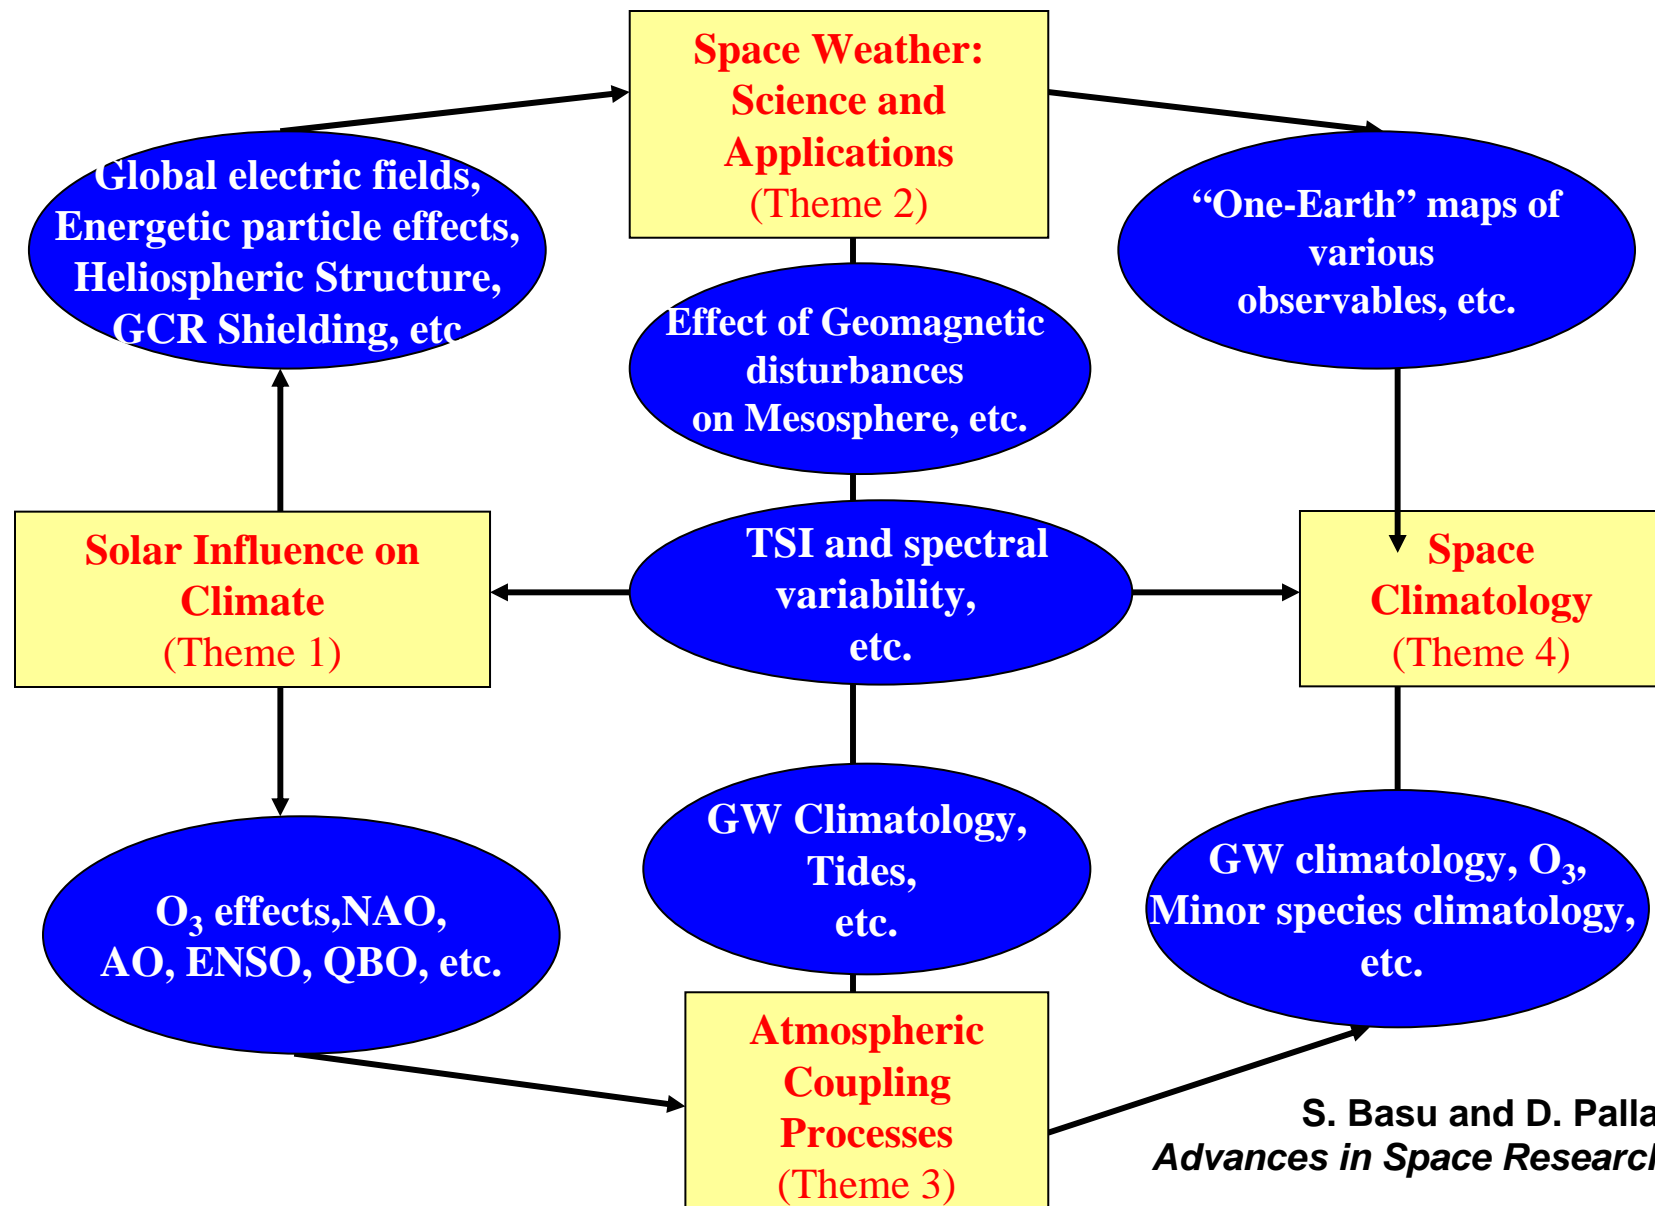 Space Weather:
Science and
Applications
(Theme 2)
Global electric fields,
Energetic particle effects,
Heliospheric Structure,
GCR Shielding, etc
“One-Earth” maps of
various
observables, etc.
Effect of Geomagnetic
disturbances
on Mesosphere, etc.
Solar Influence on
Climate
(Theme 1)
TSI and spectral
variability,
etc.
Space
Climatology
(Theme 4)
O₃ effects,NAO,
AO, ENSO, QBO, etc.
GW Climatology,
Tides,
etc.
GW climatology, O₃,
Minor species climatology,
etc.
Atmospheric
Coupling
Processes
(Theme 3)
S. Basu and D. Palla
Advances in Space Research